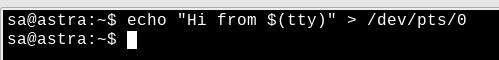 sa@astra:~$ echo "Hi from $(tty)" > /dev/pts/0
sa@astra:~$